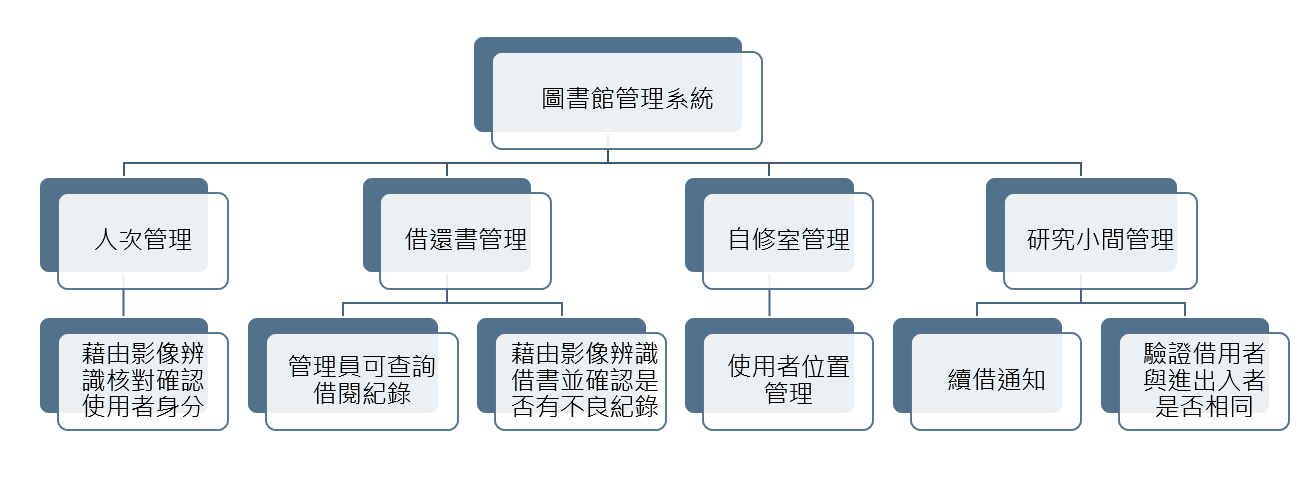 圖書館管理系統
人次管理
借還書管理
自修室管理
研究小間管理
藉由影像辨
識核對確認
使用者身分
管理員可查詢
借閱紀錄
藉由影像辨識
借書並確認是
否有不良紀錄
使用者位置
管理
續借通知
驗證借用者
與進出入者
是否相同